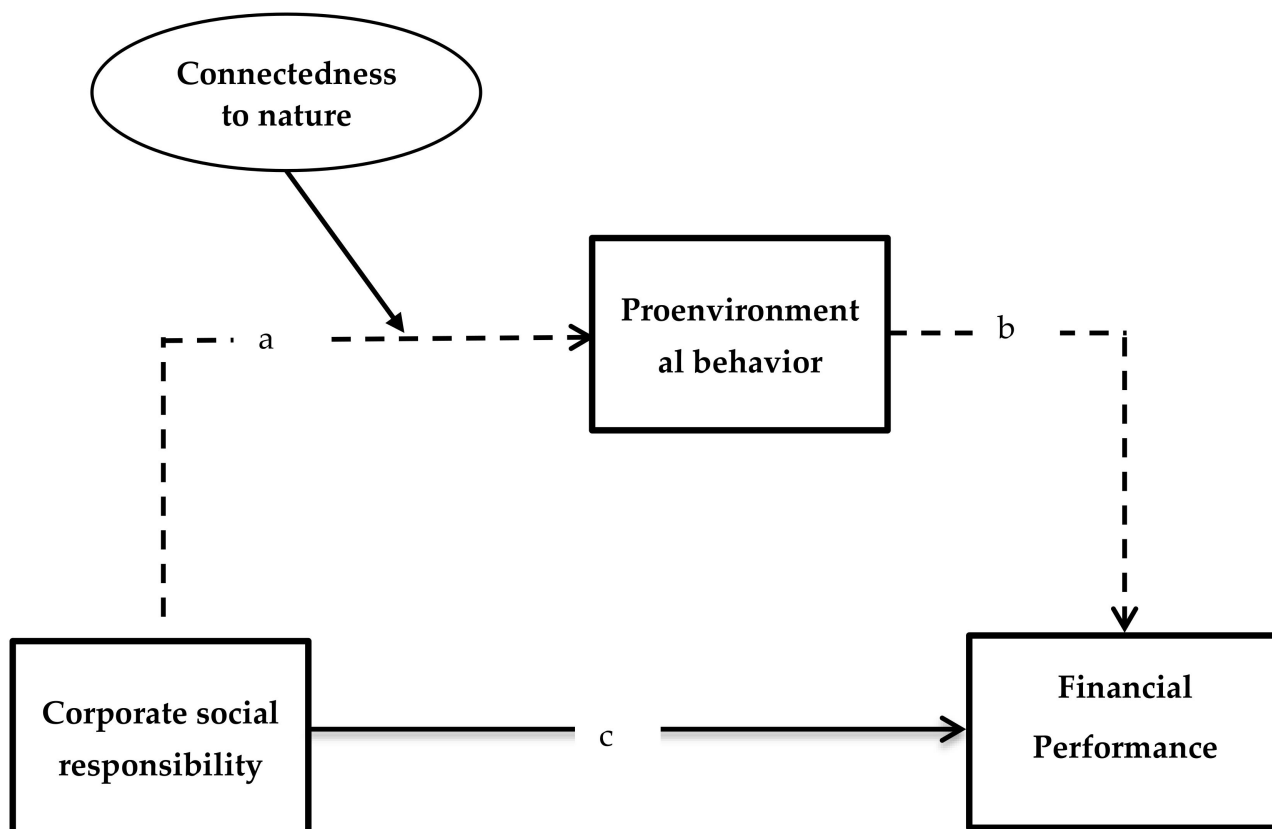 Connectedness
to nature
Proenvironment
al behavior
a
b
Corporate social
responsibility
c
Financial
Performance